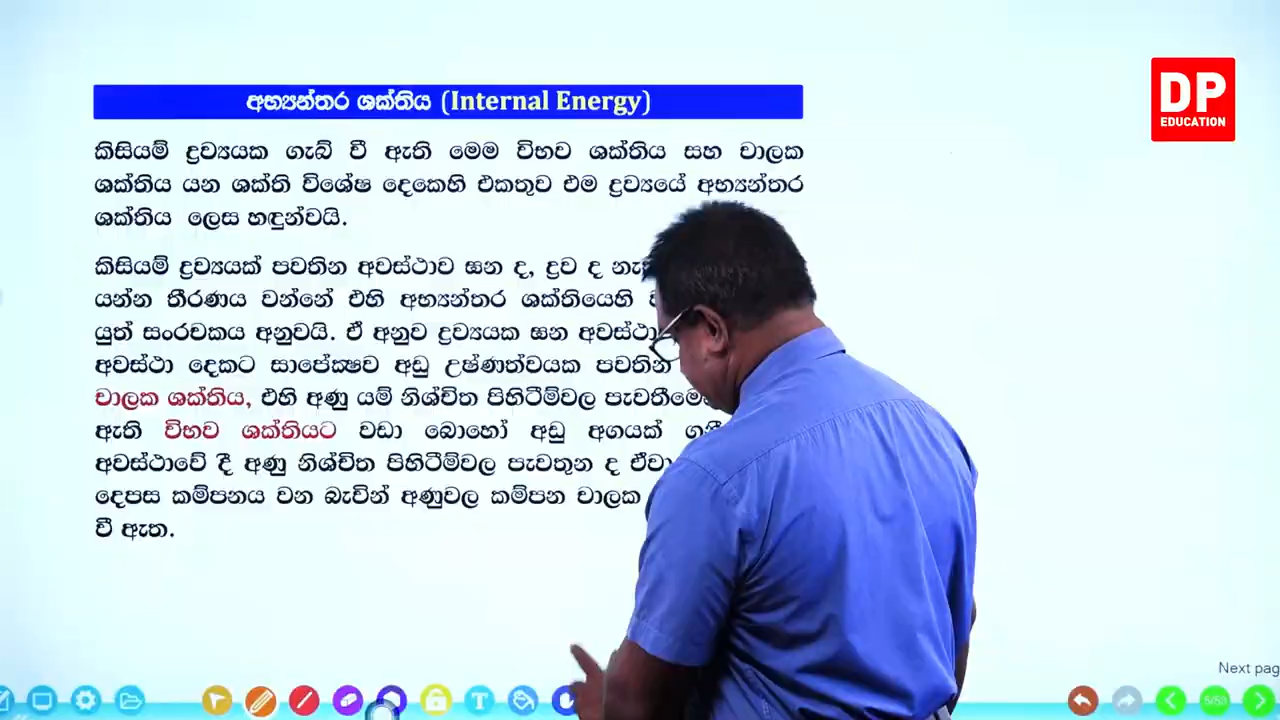 DP
EDUCATION
අභ්‍යන්තර ශක්තිය (Internal Energy)
කිසියම් ද්‍රව්‍යයක ගැබ් වී ඇති මෙම විභව ශක්තිය සහ චාලක
ශක්තිය යන ශක්ති විශේෂ දෙකෙහි එකතුව එම ද්‍රව්‍යයේ අභ්‍යන්තර
ශක්තිය ලෙස හඳුන්වයි.
කිසියම් ද්‍රව්‍යයක් පවතින අවස්ථාව ඝන ද, ද්‍රව ද
යන්න තීරණය වන්නේ එහි අභ්‍යන්තර ශක්තියෙහි
යුත් සංරචකය අනුවයි. ඒ අනුව ද්‍රව්‍යයක ඝන
අවස්ථා දෙකට සාපේක්‍ෂව අඩු උෂ්ණත්වයක පවතින
චාලක ශක්තිය, එහි අණු යම් නිශ්චිත පිහිටීම්වල
ඇති විභව ශක්තියට වඩා බොහෝ අඩු අගයක්
අවස්ථාවේ දී අණු නිශ්චිත පිහිටීම්වල පැවතුන ද
දෙපස කම්පනය වන බැවින් අණුවල කම්පන චාලක
වී ඇත.
Next pag
5/53